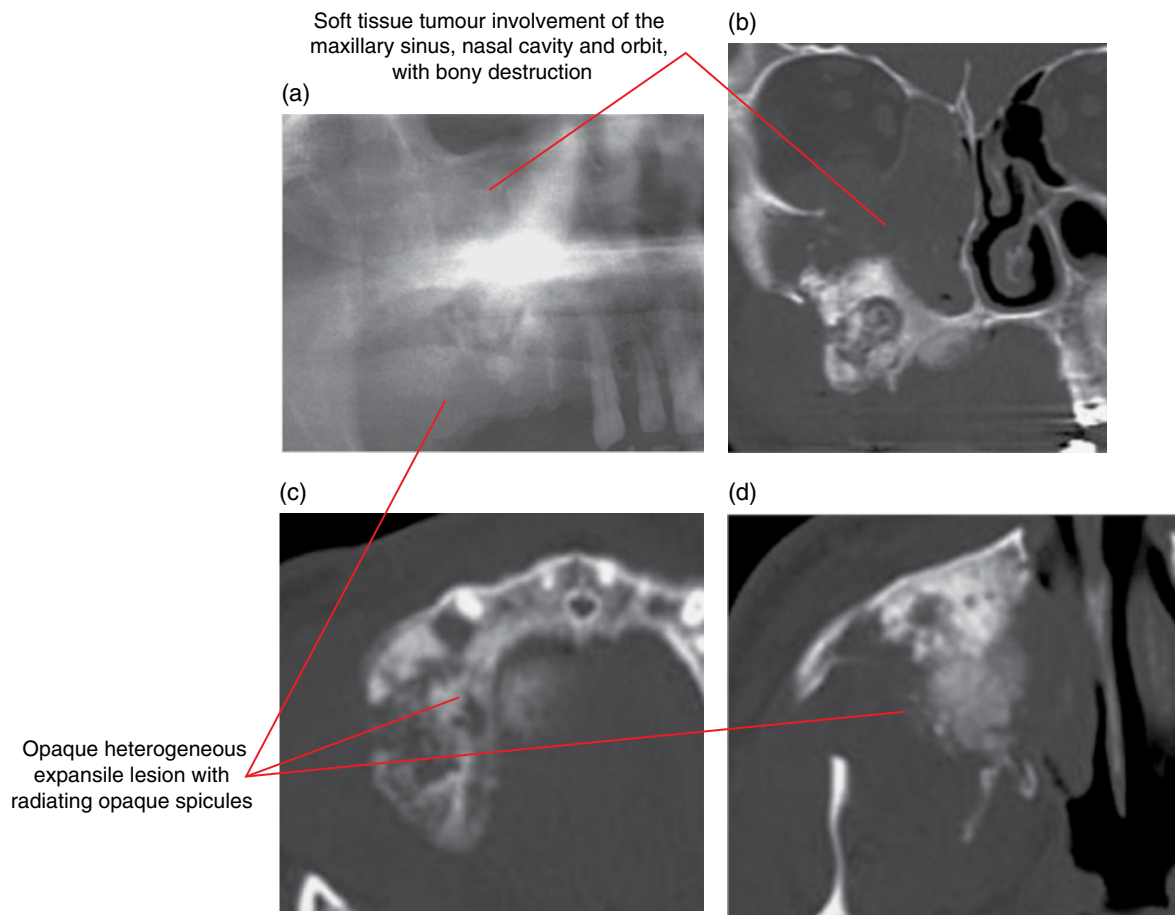 Soft tissue tumour involvement of the
maxillary sinus, nasal cavity and orbit,
with bony destruction
(a)
(b)
(c)
(d)
Opaque heterogeneous
expansile lesion with
radiating opaque spicules